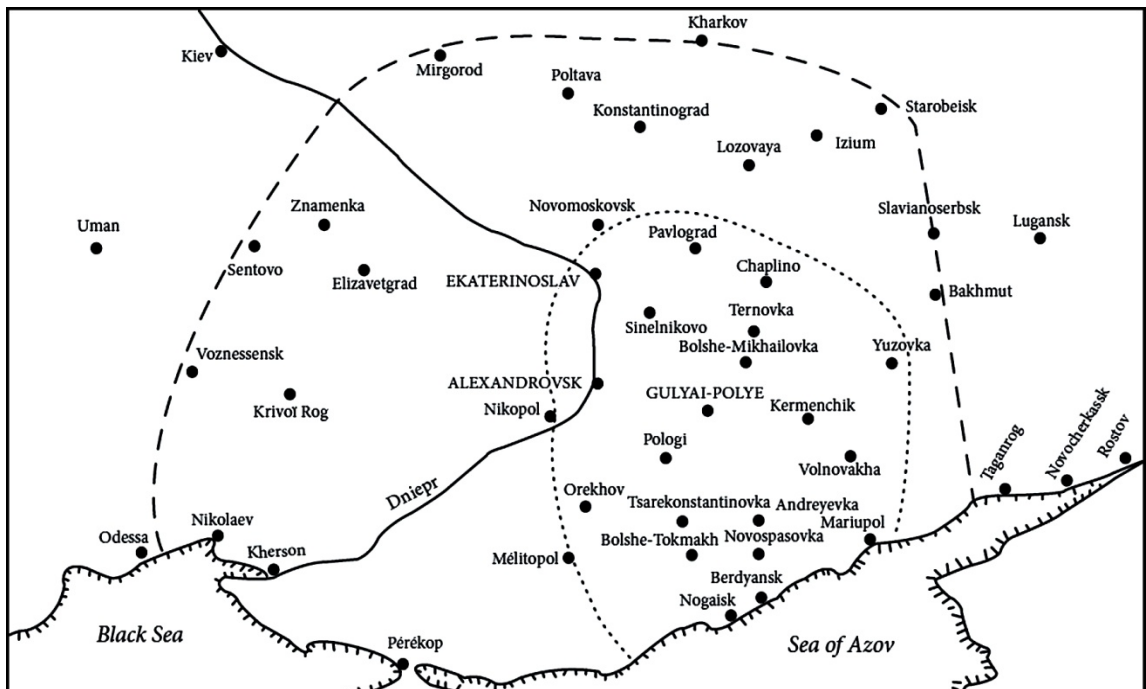 Kharkov
Kiev
Mirgorod
Poltava
Starobeisk
Konstantinograd
Izium
Lozovaya
Znamenka
Novomoskovsk
Slavianoserbsk
Lugansk
Uman
Pavlograd
Sentovo
Elizavetgrad
EKATERINOSLAV
Chaplino
Bakhmut
Ternovka
Sinelnikovo
Voznessensk
Bolshe-Mikhailovka
Yuzovka
ALEXANDROVSK
GULYAI-POLYE
Krivoï Rog
Nikopol
Kermenchik
Pologi
Volnovakha
Taganrog
Novocherkassk
Rostov
Dniepr
Orekhov
Tsarekonstantinovka
Andreyevka
Nikolaev
Mariupol
Odessa
Kherson
Bolshe-Tokmakh
Novospasovka
Mélitopol
Berdyansk
Nogaisk
Black Sea
Pérékop
Sea of Azov